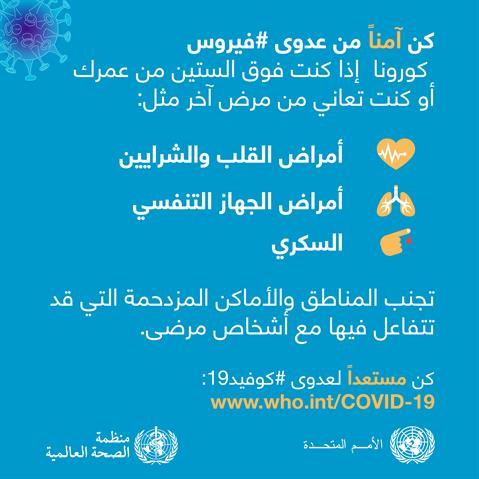 كن آمناً من عدوى #فيروس
كورونا إذا كنت فوق الستين من عمرك
أو كنت تعاني من مرض آخر مثل:
أمراض القلب والشرايين
أمراض الجهاز التنفسي
السكري
تجنب المناطق والأماكن المزدحمة التي قد
تتفاعل فيها مع أشخاص مرضى.
كن مستعداً لعدوى #كوفيد19:
www.who.int/COVID-19
الأمم المتحدة
منظمة
الصحة العالمية